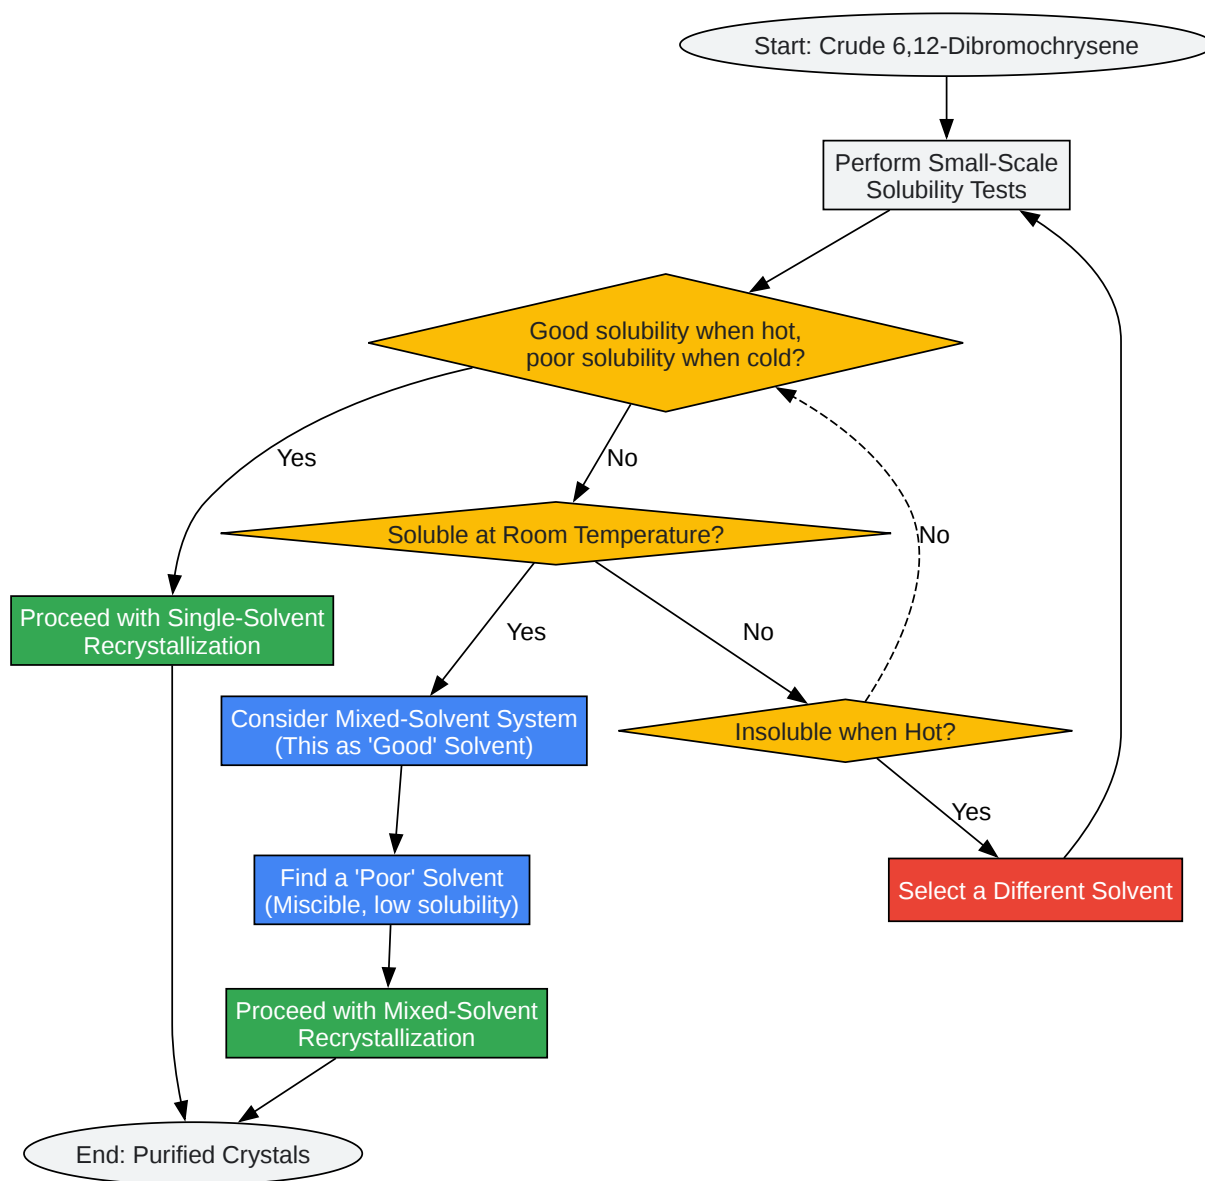 Start: Crude 6,12-Dibromochrysene
Perform Small-Scale
Solubility Tests
Good solubility when hot,
poor solubility when cold?
Yes
No
Soluble at Room Temperature?
No
Proceed with Single-Solvent
Recrystallization
Yes
No
Consider Mixed-Solvent System
(This as 'Good' Solvent)
Insoluble when Hot?
Yes
Find a 'Poor' Solvent
(Miscible, low solubility)
Select a Different Solvent
Proceed with Mixed-Solvent
Recrystallization
End: Purified Crystals